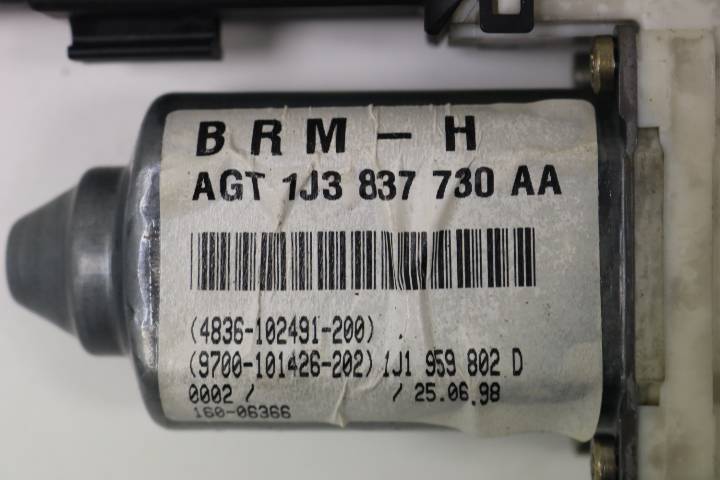 BRM-H
AGT 1J3 837 730 AA
(4836-102491-200)
(9700-101426-202) 1J1 959 802 D
0002 / / 25.06.98
160-06366